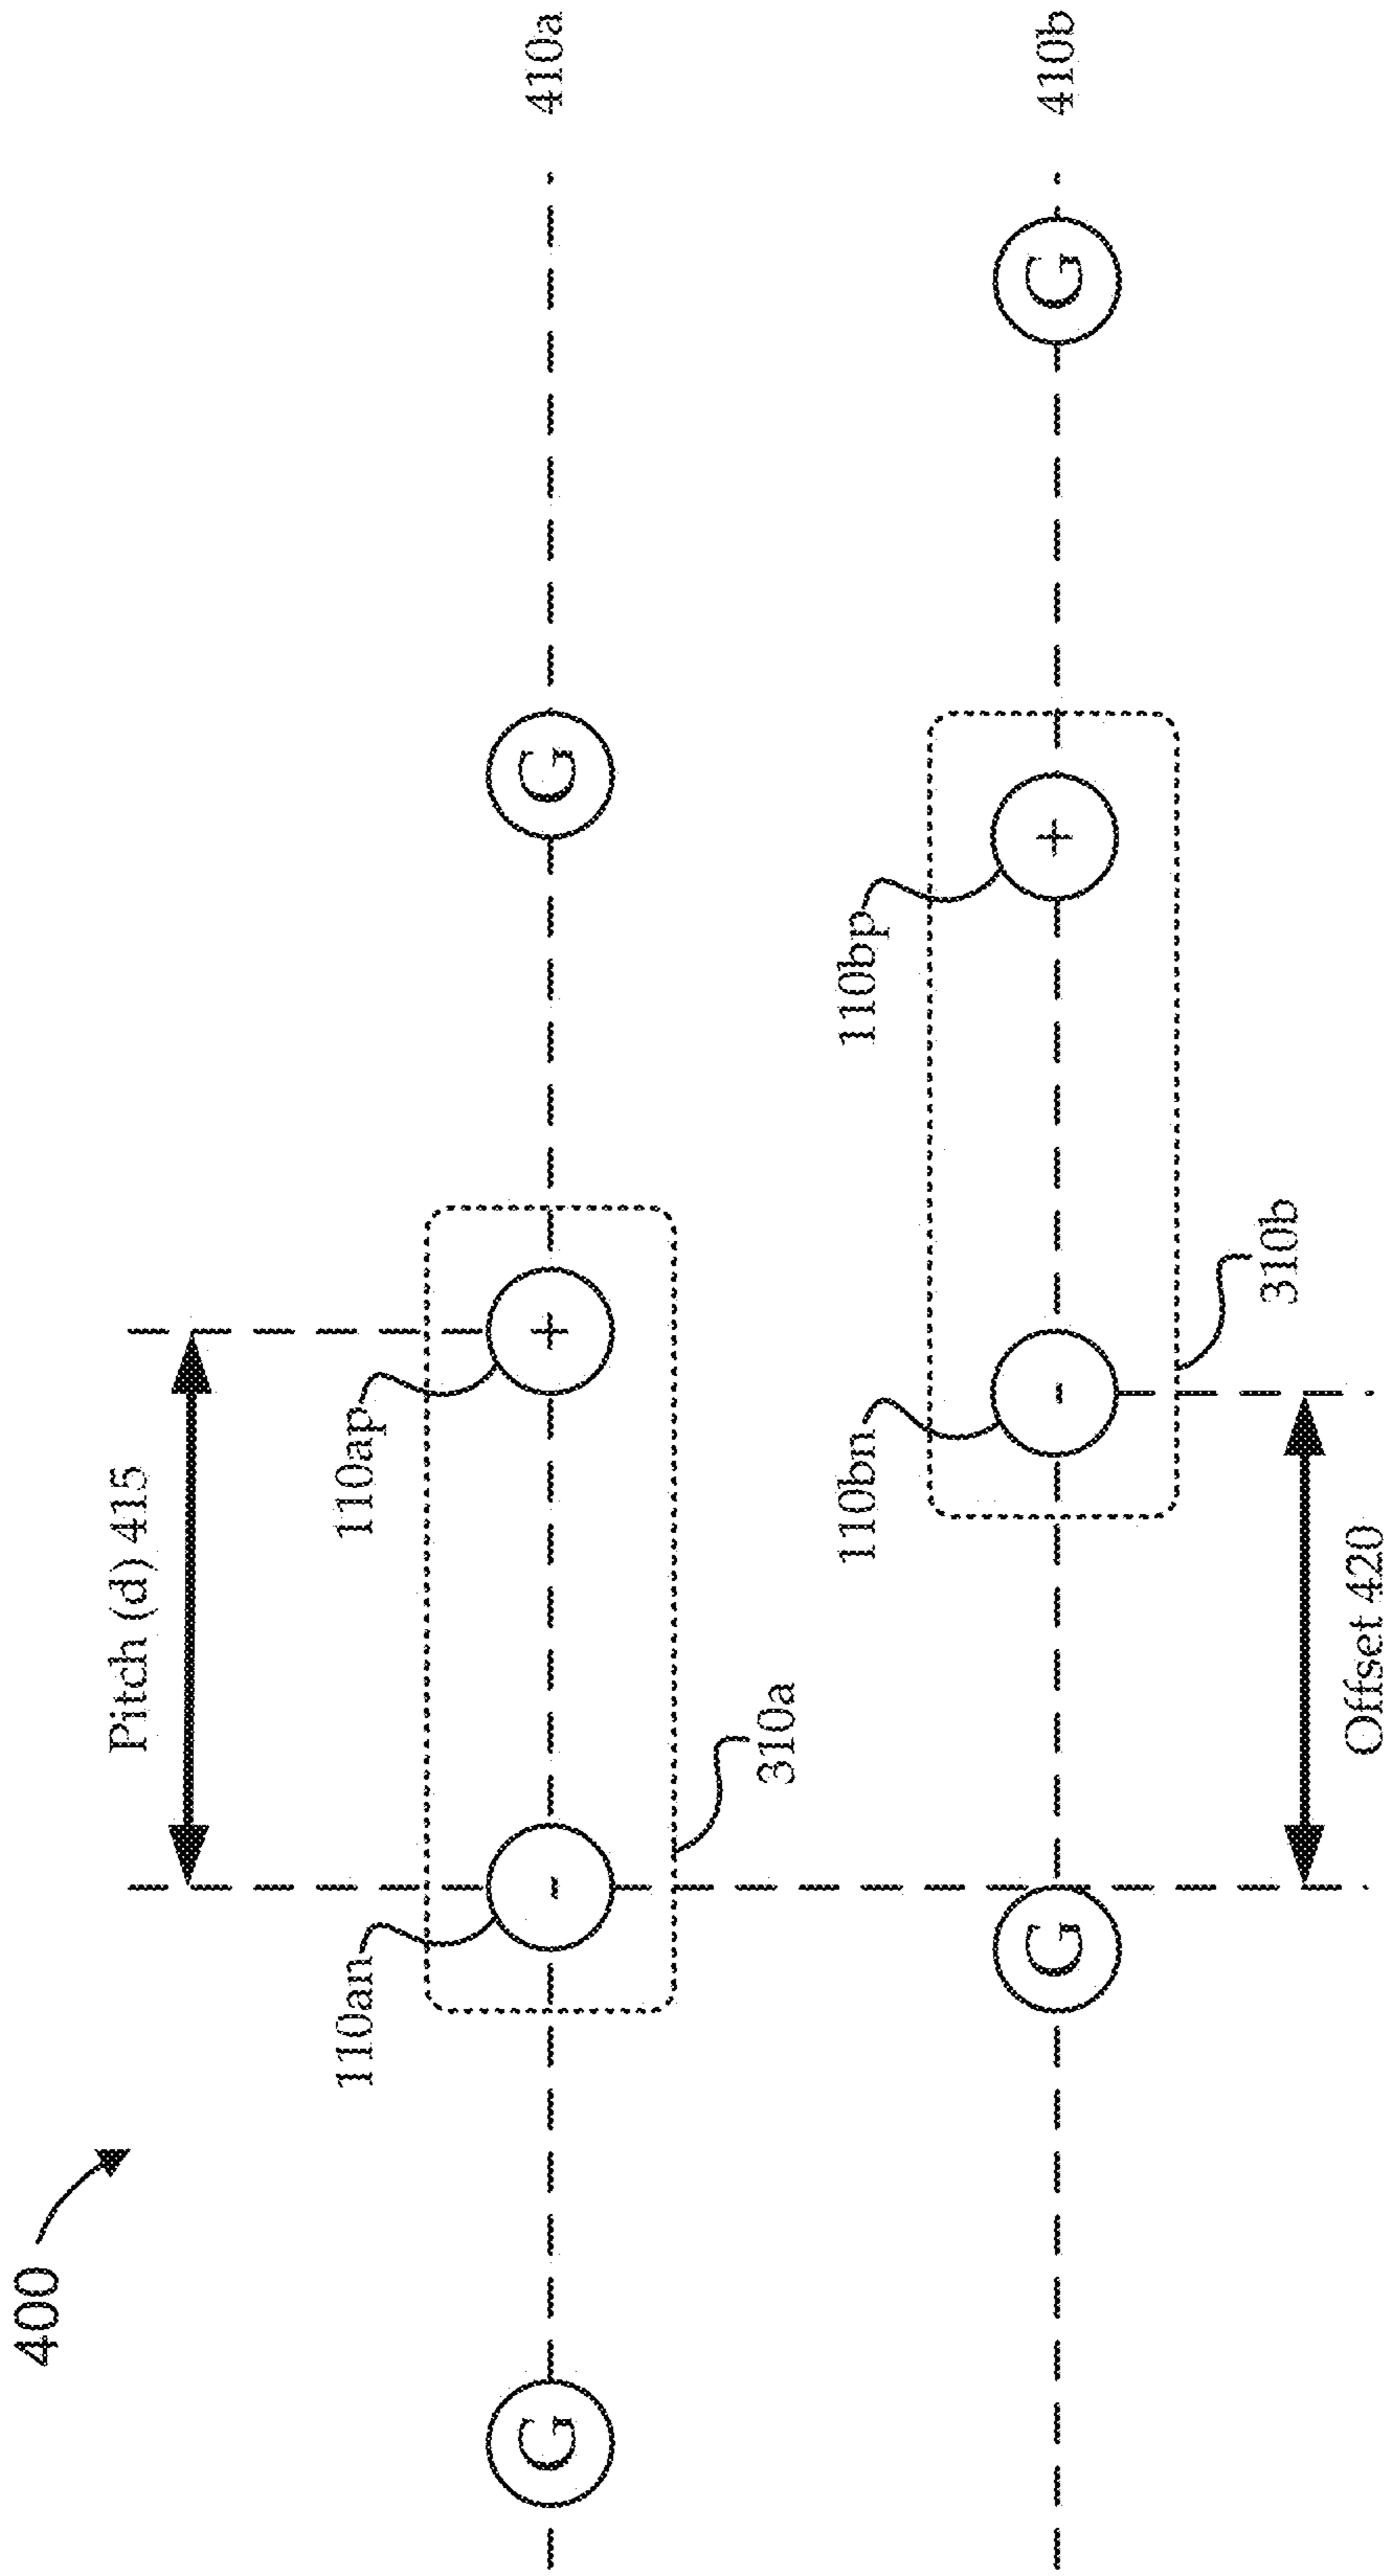 400
Pitch (d) 415
110an
110ap
G
-
+
G
410a
310a
110bn
110bp
G
-
+
G
410b
310b
Offset 420